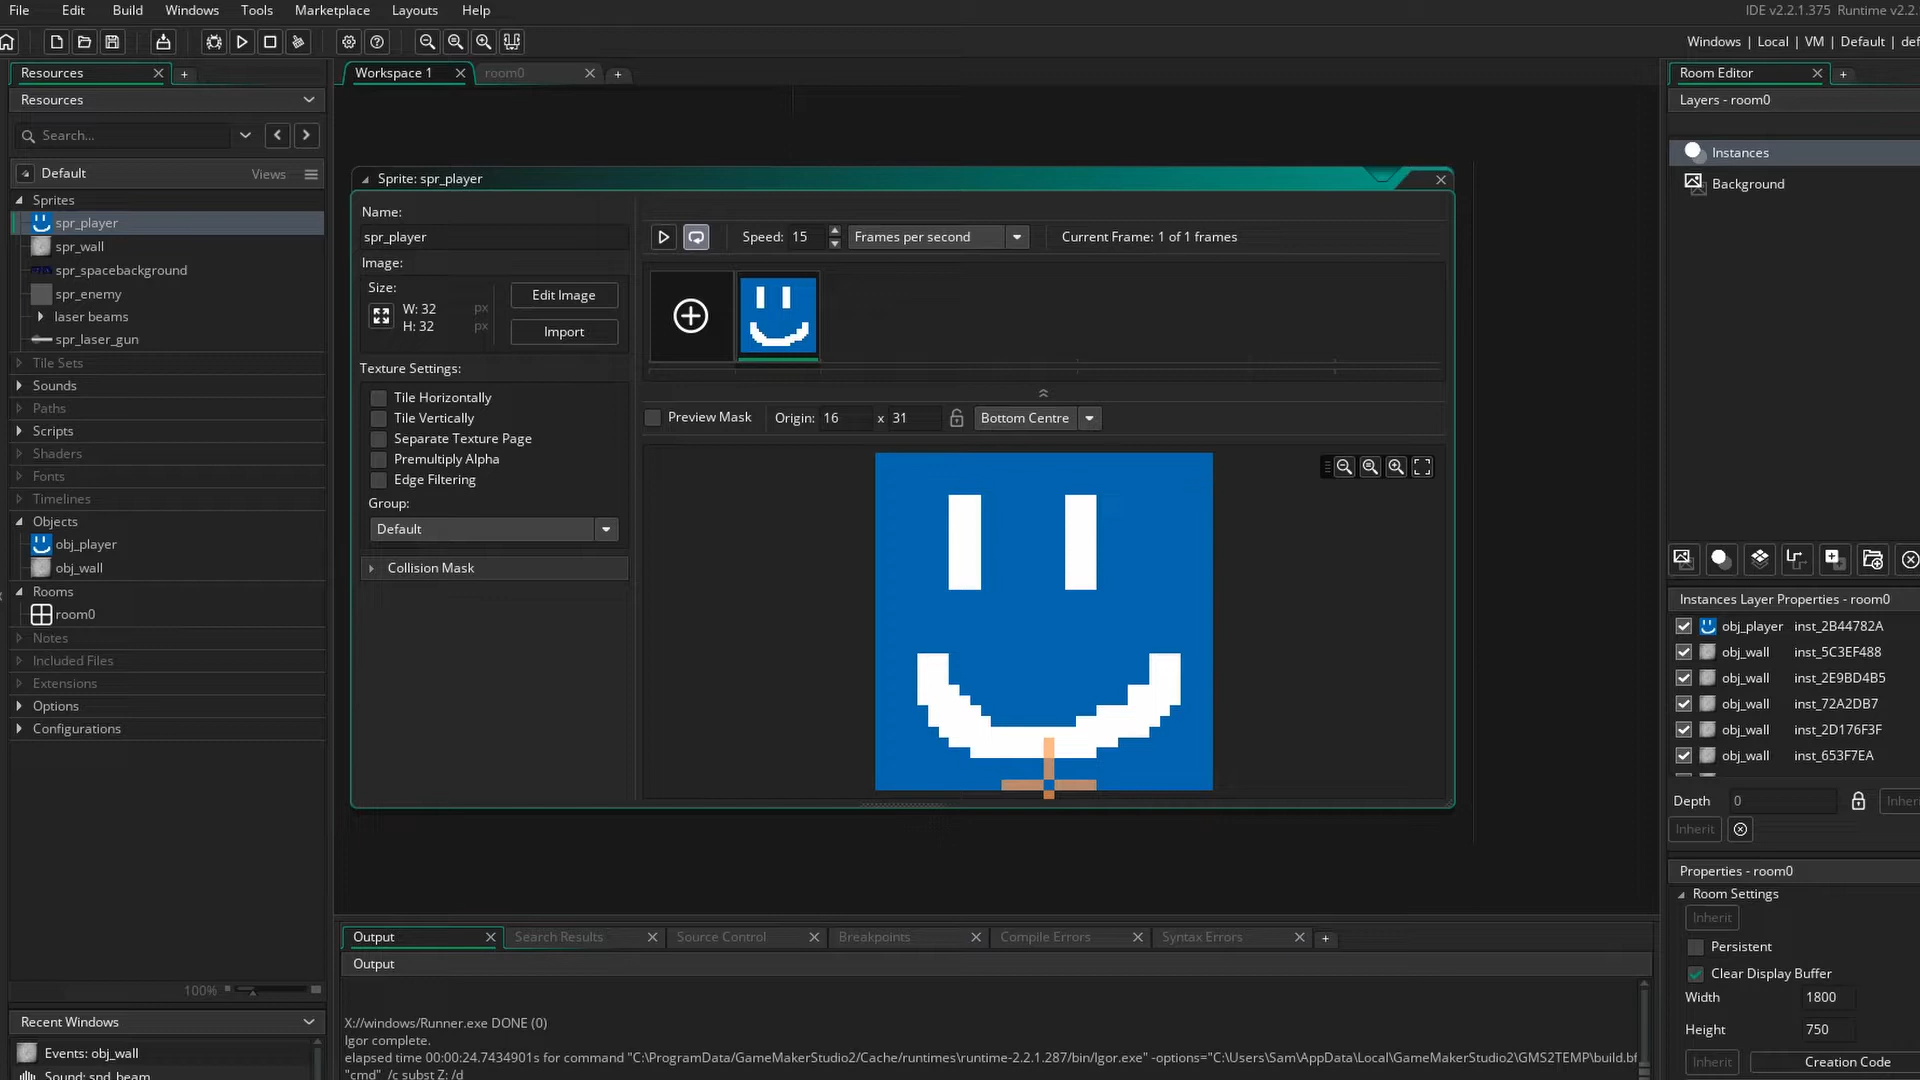 File Edit Build Windows Tools Marketplace Layouts Help
IDE v2.2.1.375 Runtime v2.2.
Windows | Local | VM | Default | def
Resources
Workspace 1
room0
Room Editor
Resources
Layers - room0
Search...
Default
Views
Sprites
spr_player
spr_wall
spr_spacebackground
spr_enemy
laser beams
spr_laser_gun
Tile Sets
Sounds
Paths
Scripts
Shaders
Fonts
Timelines
Objects
obj_player
obj_wall
Rooms
room0
Notes
Included Files
Extensions
Options
Configurations
100%
Recent Windows
Events: obj_wall
Sound: snd_beam
Sprite: spr_player
Name:
spr_player
Image:
Size:
W: 32 px
H: 32 px
Edit Image
Import
Texture Settings:
Tile Horizontally
Tile Vertically
Separate Texture Page
Premultiply Alpha
Edge Filtering
Group:
Default
Collision Mask
Speed: 15
Frames per second
Current Frame: 1 of 1 frames
Preview Mask
Origin: 16 x 31
Bottom Centre
Output
Search Results
Source Control
Breakpoints
Compile Errors
Syntax Errors
Output
X://windows/Runner.exe DONE (0)
Igor complete.
elapsed time 00:00:24.7434901s for command "C:\ProgramData/GameMakerStudio2/Cache/runtimes\runtime-2.2.1.287/bin/Igor.exe" -options="C:\Users\Sam\AppData\Local\GameMakerStudio2\GMS2TEMP\build.bf
"cmd" /c subst Z: /d
Instances
Background
Instances Layer Properties - room0
obj_player inst_2B44782A
obj_wall inst_5C3EF488
obj_wall inst_2E9BD4B5
obj_wall inst_72A2DB7
obj_wall inst_2D176F3F
obj_wall inst_653F7EA
Depth 0
Inheri
Inherit
Properties - room0
Room Settings
Inherit
Persistent
Clear Display Buffer
Width 1800
Height 750
Inherit
Creation Code